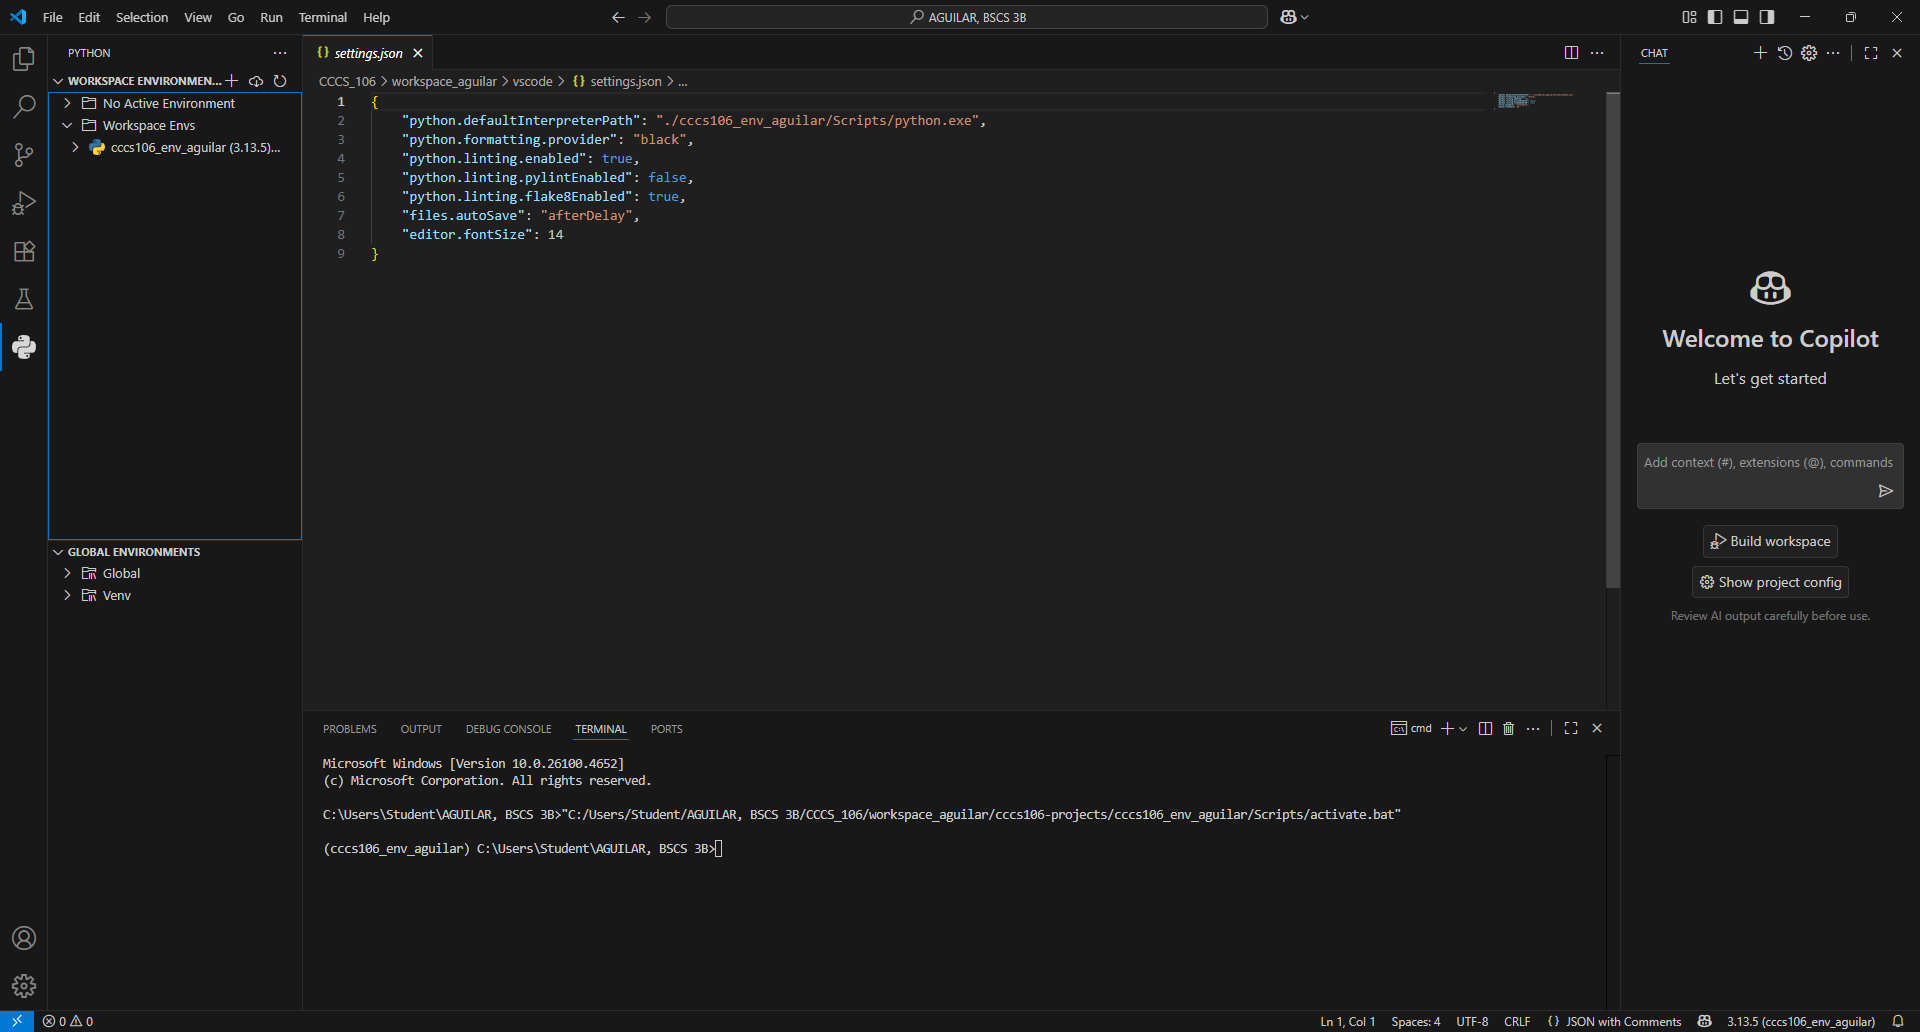 File Edit Selection View Go Run Terminal Help
AGUILAR, BSCS 3B
PYTHON
WORKSPACE ENVIRONMEN...
No Active Environment
Workspace Envs
cccs106_env_aguilar (3.13.5)...
GLOBAL ENVIRONMENTS
Global
Venv
settings.json
CCCS_106 > workspace_aguilar > vscode > {} settings.json > ...
1 {
2 "python.defaultInterpreterPath": "./cccs106_env_aguilar/Scripts/python.exe",
3 "python.formatting.provider": "black",
4 "python.linting.enabled": true,
5 "python.linting.pylintEnabled": false,
6 "python.linting.flake8Enabled": true,
7 "files.autoSave": "afterDelay",
8 "editor.fontSize": 14
9 }
PROBLEMS OUTPUT DEBUG CONSOLE TERMINAL PORTS
cmd
Microsoft Windows [Version 10.0.26100.4652]
(c) Microsoft Corporation. All rights reserved.
C:\Users\Student\AGUILAR, BSCS 3B>"C:/Users/Student/AGUILAR, BSCS 3B/CCCS_106/workspace_aguilar/cccs106-projects/cccs106_env_aguilar/Scripts/activate.bat"
(cccs106_env_aguilar) C:\Users\Student\AGUILAR, BSCS 3B>
CHAT
Welcome to Copilot
Let's get started
Add context (#), extensions (@), commands
Build workspace
Show project config
Review AI output carefully before use.
0 0
Ln 1, Col 1 Spaces: 4 UTF-8 CRLF {} JSON with Comments 3.13.5 (cccs106_env_aguilar)